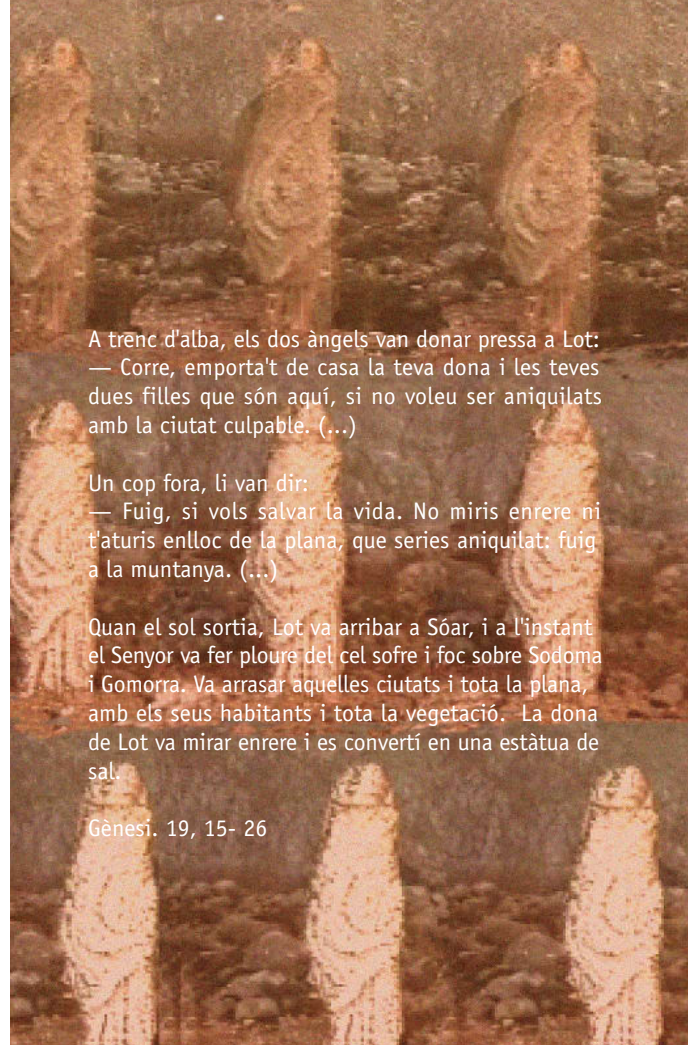 A trenc d'alba, els dos àngels van donar pressa a Lot:
— Corre, emporta't de casa la teva dona i les teves
dues filles que són aquí, si no voleu ser aniquilats
amb la ciutat culpable. (...)
Un cop fora, li van dir:
— Fuig, si vols salvar la vida. No miris enrere ni
t'aturis enlloc de la plana, que series aniquilat: fuig
a la muntanya. (...)
Quan el sol sortia, Lot va arribar a Sóar, i a l'instant
el Senyor va fer ploure del cel sofre i foc sobre Sodoma
i Gomorra. Va arrasar aquelles ciutats i tota la plana,
amb els seus habitants i tota la vegetació. La dona
de Lot va mirar enrere i es convertí en una estàtua de
sal.
Gènesi. 19, 15- 26